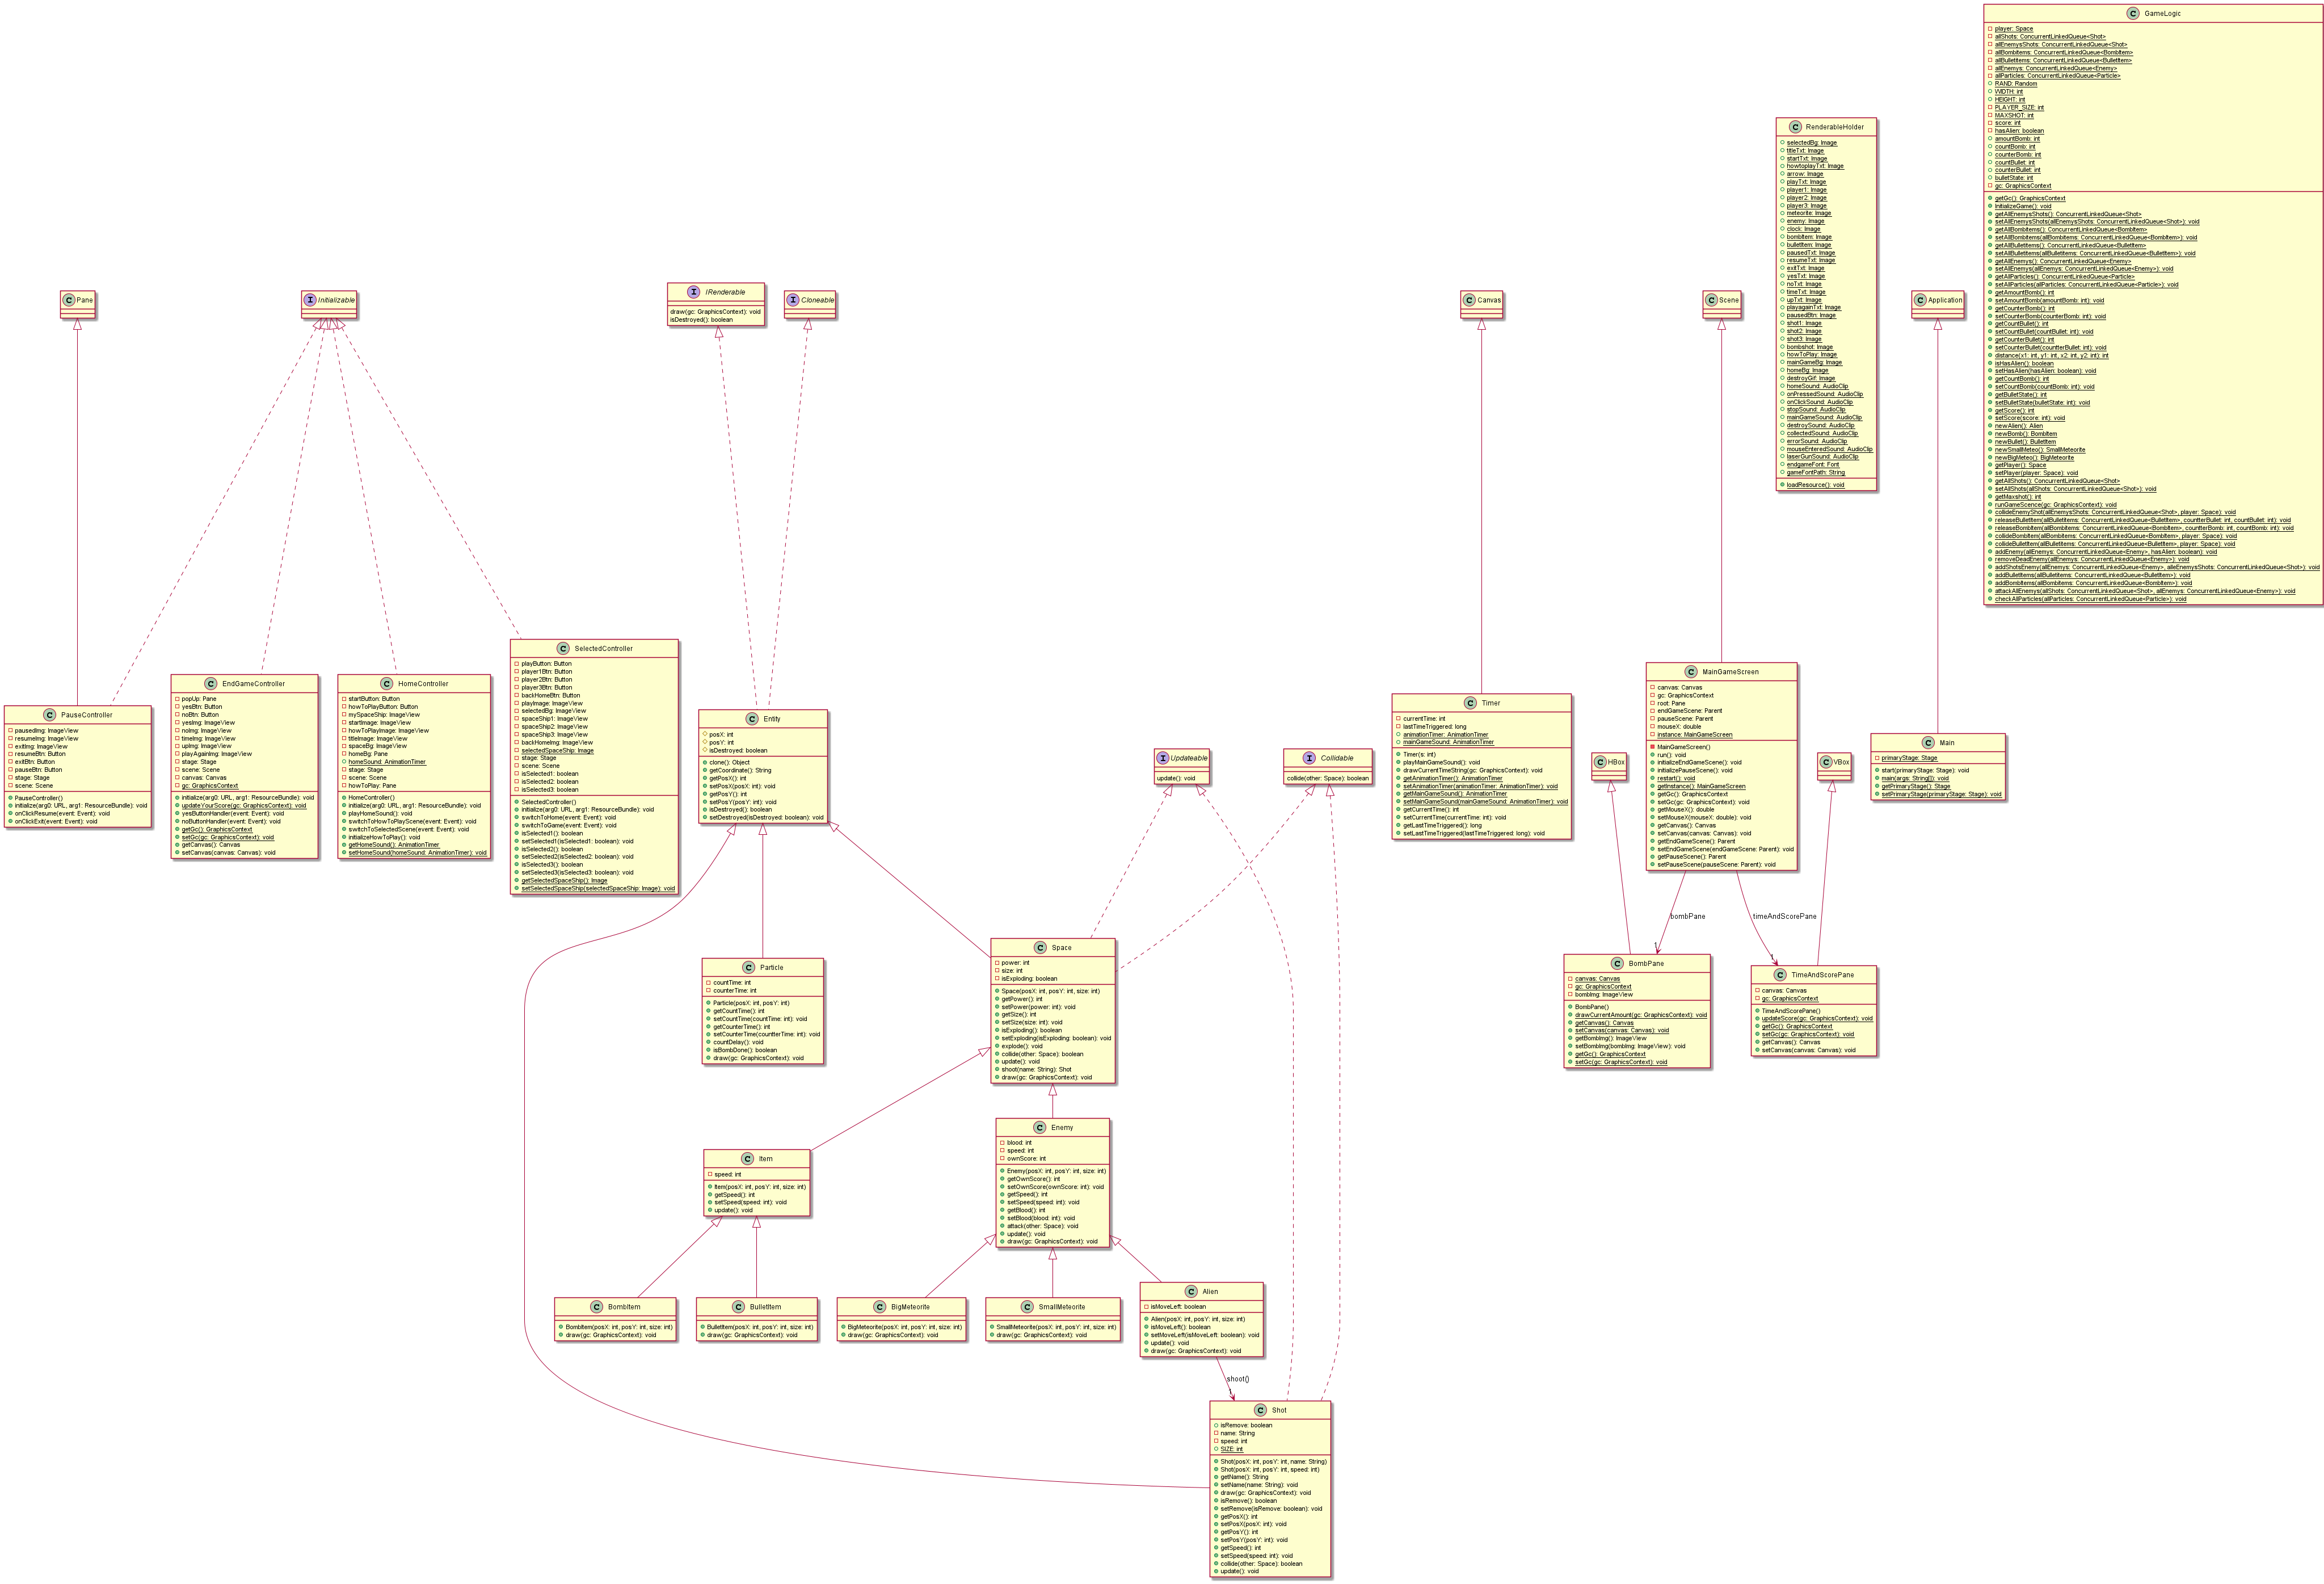 GameLogic
player: Space
allShots: ConcurrentLinkedQueue<Shot>
allEnemysShots: ConcurrentLinkedQueue<Shot>
allBombItems: ConcurrentLinkedQueue<BombItem>
allBulletitems: ConcurrentLinkedQueue<BulletItem>
allEnemys: ConcurrentLinkedQueue<Enemy>
allParticles: ConcurrentLinkedQueue<Particle>
RAND: Random
WIDTH: int
HEIGHT: int
PLAYER_SIZE: int
MAXSHOT: int
score: int
hasAlien: boolean
amountBomb: int
countBomb: int
counterBomb: int
countBullet: int
counterBullet: int
bulletState: int
gc: GraphicsContext
getGc(): GraphicsContext
InitializeGame(): void
getAllEnemysShots(): ConcurrentLinkedQueue<Shot>
setAllEnemysShots(allEnemysShots: ConcurrentLinkedQueue<Shot>): void
getAllBombitems(): ConcurrentLinkedQueue<BombItem>
setAllBombitems(allBombitems: ConcurrentLinkedQueue<BombItem>): void
getAllBulletitems(): ConcurrentLinkedQueue<BulletItem>
setAllBulletitems(allBulletitems: ConcurrentLinkedQueue<BulletItem>): void
getAllEnemys(): ConcurrentLinkedQueue<Enemy>
setAllEnemys(allEnemys: ConcurrentLinkedQueue<Enemy>): void
getAllParticles(): ConcurrentLinkedQueue<Particle>
setAllParticles(allParticles: ConcurrentLinkedQueue<Particle>): void
getAmountBomb(): int
setAmountBomb(amountBomb: int): void
getCounterBomb(): int
setCounterBomb(counterBomb: int): void
getCountBullet(): int
setCountBullet(countBullet: int): void
getCounterBullet(): int
setCounterBullet(countterBullet: int): void
distance(x1: int, y1: int, x2: int, y2: int): int
isHasAlien(): boolean
setHasAlien(hasAlien: boolean): void
getCountBomb(): int
setCountBomb(countBomb: int): void
getBulletState(): int
setBulletState(bulletState: int): void
getScore(): int
setScore(score: int): void
newAlien(): Alien
newBomb(): BombItem
newBullet(): BulletItem
newSmallMeteo(): SmallMeteorite
newBigMeteo(): BigMeteorite
getPlayer(): Space
setPlayer(player: Space): void
getAllShots(): ConcurrentLinkedQueue<Shot>
setAllShots(allShots: ConcurrentLinkedQueue<Shot>): void
getMaxshot(): int
runGameScence(gc: GraphicsContext): void
collideEnemyShot(allEnemysShots: ConcurrentLinkedQueue<Shot>, player: Space): void
releaseBulletItem(allBulletitems: ConcurrentLinkedQueue<BulletItem>, countterBullet: int, countBullet: int): void
releaseBombItem(allBombitems: ConcurrentLinkedQueue<BombItem>, counterBomb: int, countBomb: int): void
collideBombItem(allBombitems: ConcurrentLinkedQueue<BombItem>, player: Space): void
collideBulletItem(allBulletitems: ConcurrentLinkedQueue<BulletItem>, player: Space): void
addEnemy(allEnemys: ConcurrentLinkedQueue<Enemy>, hasAlien: boolean): void
removeDeadEnemy(allEnemys: ConcurrentLinkedQueue<Enemy>): void
addShotsEnemy(allEnemys: ConcurrentLinkedQueue<Enemy>, alleEnemysShots: ConcurrentLinkedQueue<Shot>): void
addBulletItems(allBulletitems: ConcurrentLinkedQueue<BulletItem>): void
addBombItems(allBombitems: ConcurrentLinkedQueue<BombItem>): void
attackAllEnemys(allShots: ConcurrentLinkedQueue<Shot>, allEnemys: ConcurrentLinkedQueue<Enemy>): void
checkAllParticles(allParticles: ConcurrentLinkedQueue<Particle>): void
RenderableHolder
selectedBg: Image
titleTxt: Image
startTxt: Image
howtoplayTxt: Image
arrow: Image
playTxt: Image
player1: Image
player2: Image
player3: Image
meteorite: Image
enemy: Image
clock: Image
bombItem: Image
bulletItem: Image
pausedTxt: Image
resumeTxt: Image
exitTxt: Image
yesTxt: Image
noTxt: Image
timeTxt: Image
upTxt: Image
playagainTxt: Image
pausedBtn: Image
shot1: Image
shot2: Image
shot3: Image
bombshot: Image
howToPlay: Image
mainGameBg: Image
homeBg: Image
destroyGif: Image
homeSound: AudioClip
onPressedSound: AudioClip
onClickSound: AudioClip
stopSound: AudioClip
mainGameSound: AudioClip
destroySound: AudioClip
collectedSound: AudioClip
errorSound: AudioClip
mouseEnteredSound: AudioClip
laserGunSound: AudioClip
endgameFont: Font
gameFontPath: String
loadResource(): void
Pane
Initializable
IRenderable
draw(gc: GraphicsContext): void
isDestroyed(): boolean
Cloneable
Canvas
Scene
Application
PauseController
pausedImg: ImageView
resumeImg: ImageView
exitImg: ImageView
resumeBtn: Button
exitBtn: Button
pauseBtn: Button
stage: Stage
scene: Scene
PauseController()
initialize(arg0: URL, arg1: ResourceBundle): void
onClickResume(event: Event): void
onClickExit(event: Event): void
EndGameController
popUp: Pane
yesBtn: Button
noBtn: Button
yesImg: ImageView
noImg: ImageView
timeImg: ImageView
upImg: ImageView
playAgainImg: ImageView
stage: Stage
scene: Scene
canvas: Canvas
gc: GraphicsContext
initialize(arg0: URL, arg1: ResourceBundle): void
updateYourScore(gc: GraphicsContext): void
yesButtonHandler(event: Event): void
noButtonHandler(event: Event): void
getGc(): GraphicsContext
setGc(gc: GraphicsContext): void
getCanvas(): Canvas
setCanvas(canvas: Canvas): void
HomeController
startButton: Button
howToPlayButton: Button
mySpaceShip: ImageView
startImage: ImageView
howToPlayImage: ImageView
titleImage: ImageView
spaceBg: ImageView
homeBg: Pane
homeSound: AnimationTimer
stage: Stage
scene: Scene
howToPlay: Pane
HomeController()
initialize(arg0: URL, arg1: ResourceBundle): void
playHomeSound(): void
switchToHowToPlayScene(event: Event): void
switchToSelectedScene(event: Event): void
initializeHowToPlay(): void
getHomeSound(): AnimationTimer
setHomeSound(homeSound: AnimationTimer): void
SelectedController
playButton: Button
player1Btn: Button
player2Btn: Button
player3Btn: Button
backHomeBtn: Button
playImage: ImageView
selectedBg: ImageView
spaceShip1: ImageView
spaceShip2: ImageView
spaceShip3: ImageView
backHomeImg: ImageView
selectedSpaceShip: Image
stage: Stage
scene: Scene
isSelected1: boolean
isSelected2: boolean
isSelected3: boolean
SelectedController()
initialize(arg0: URL, arg1: ResourceBundle): void
switchToHome(event: Event): void
switchToGame(event: Event): void
isSelected1(): boolean
setSelected1(isSelected1: boolean): void
isSelected2(): boolean
setSelected2(isSelected2: boolean): void
isSelected3(): boolean
setSelected3(isSelected3: boolean): void
getSelectedSpaceShip(): Image
setSelectedSpaceShip(selectedSpaceShip: Image): void
Entity
posX: int
posY: int
isDestroyed: boolean
clone(): Object
getCoordinate(): String
getPosX(): int
setPosX(posX: int): void
getPosY(): int
setPosY(posY: int): void
isDestroyed(): boolean
setDestroyed(isDestroyed: boolean): void
Updateable
update(): void
Collidable
collide(other: Space): boolean
Timer
currentTime: int
lastTimeTriggered: long
animationTimer: AnimationTimer
mainGameSound: AnimationTimer
Timer(s: int)
playMainGameSound(): void
drawCurrentTimeString(gc: GraphicsContext): void
getAnimationTimer(): AnimationTimer
setAnimationTimer(animationTimer: AnimationTimer): void
getMainGameSound(): AnimationTimer
setMainGameSound(mainGameSound: AnimationTimer): void
getCurrentTime(): int
setCurrentTime(currentTime: int): void
getLastTimeTriggered(): long
setLastTimeTriggered(lastTimeTriggered: long): void
HBox
MainGameScreen
canvas: Canvas
gc: GraphicsContext
root: Pane
endGameScene: Parent
pauseScene: Parent
mouseX: double
instance: MainGameScreen
MainGameScreen()
run(): void
initializeEndGameScene(): void
initializePauseScene(): void
restart(): void
getInstance(): MainGameScreen
getGc(): GraphicsContext
setGc(gc: GraphicsContext): void
getMouseX(): double
setMouseX(mouseX: double): void
getCanvas(): Canvas
setCanvas(canvas: Canvas): void
getEndGameScene(): Parent
setEndGameScene(endGameScene: Parent): void
getPauseScene(): Parent
setPauseScene(pauseScene: Parent): void
VBox
Main
primaryStage: Stage
start(primaryStage: Stage): void
main(args: String[]): void
getPrimaryStage(): Stage
setPrimaryStage(primaryStage: Stage): void
bombPane
1
timeAndScorePane
1
Particle
countTime: int
counterTime: int
Particle(posX: int, posY: int)
getCountTime(): int
setCountTime(countTime: int): void
getCounterTime(): int
setCounterTime(countterTime: int): void
countDelay(): void
isBombDone(): boolean
draw(gc: GraphicsContext): void
Space
power: int
size: int
isExploding: boolean
Space(posX: int, posY: int, size: int)
getPower(): int
setPower(power: int): void
getSize(): int
setSize(size: int): void
isExploding(): boolean
setExploding(isExploding: boolean): void
explode(): void
collide(other: Space): boolean
update(): void
shoot(name: String): Shot
draw(gc: GraphicsContext): void
BombPane
canvas: Canvas
gc: GraphicsContext
bombImg: ImageView
BombPane()
drawCurrentAmount(gc: GraphicsContext): void
getCanvas(): Canvas
setCanvas(canvas: Canvas): void
getBombImg(): ImageView
setBombImg(bombImg: ImageView): void
getGc(): GraphicsContext
setGc(gc: GraphicsContext): void
TimeAndScorePane
canvas: Canvas
gc: GraphicsContext
TimeAndScorePane()
updateScore(gc: GraphicsContext): void
getGc(): GraphicsContext
setGc(gc: GraphicsContext): void
getCanvas(): Canvas
setCanvas(canvas: Canvas): void
Item
speed: int
Item(posX: int, posY: int, size: int)
getSpeed(): int
setSpeed(speed: int): void
update(): void
Enemy
blood: int
speed: int
ownScore: int
Enemy(posX: int, posY: int, size: int)
getOwnScore(): int
setOwnScore(ownScore: int): void
getSpeed(): int
setSpeed(speed: int): void
getBlood(): int
setBlood(blood: int): void
attack(other: Space): void
update(): void
draw(gc: GraphicsContext): void
BombItem
BombItem(posX: int, posY: int, size: int)
draw(gc: GraphicsContext): void
BulletItem
BulletItem(posX: int, posY: int, size: int)
draw(gc: GraphicsContext): void
BigMeteorite
BigMeteorite(posX: int, posY: int, size: int)
draw(gc: GraphicsContext): void
SmallMeteorite
SmallMeteorite(posX: int, posY: int, size: int)
draw(gc: GraphicsContext): void
Alien
isMoveLeft: boolean
Alien(posX: int, posY: int, size: int)
isMoveLeft(): boolean
setMoveLeft(isMoveLeft: boolean): void
update(): void
draw(gc: GraphicsContext): void
shoot()
1
Shot
isRemove: boolean
name: String
speed: int
SIZE: int
Shot(posX: int, posY: int, name: String)
Shot(posX: int, posY: int, speed: int)
getName(): String
setName(name: String): void
draw(gc: GraphicsContext): void
isRemove(): boolean
setRemove(isRemove: boolean): void
getPosX(): int
setPosX(posX: int): void
getPosY(): int
setPosY(posY: int): void
getSpeed(): int
setSpeed(speed: int): void
collide(other: Space): boolean
update(): void